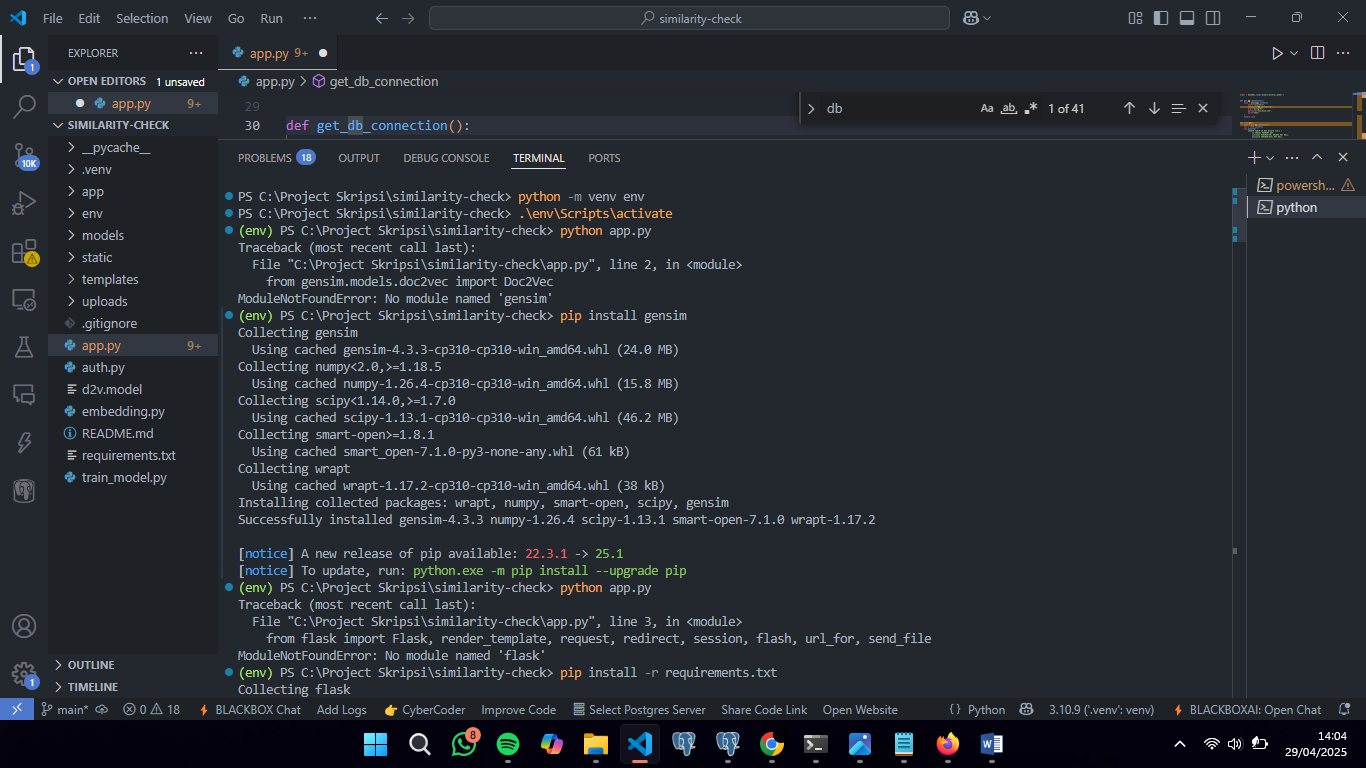 File Edit Selection View Go Run ··· similarity-check
EXPLORER ···
OPEN EDITORS 1 unsaved
app.py 9+
SIMILARITY-CHECK
__pycache__
.venv
app
env
models
static
templates
uploads
.gitignore
app.py 9+
auth.py
d2v.model
embedding.py
README.md
requirements.txt
train_model.py
OUTLINE
TIMELINE
1
10K
1
app.py 9+
app.py > get_db_connection
29
30 def get_db_connection():
db Aa ab 1 of 41
PROBLEMS 18 OUTPUT DEBUG CONSOLE TERMINAL PORTS
powersh...
python
PS C:\Project Skripsi\similarity-check> python -m venv env
PS C:\Project Skripsi\similarity-check> .\env\Scripts\activate
(env) PS C:\Project Skripsi\similarity-check> python app.py
Traceback (most recent call last):
File "C:\Project Skripsi\similarity-check\app.py", line 2, in <module>
from gensim.models.doc2vec import Doc2Vec
ModuleNotFoundError: No module named 'gensim'
(env) PS C:\Project Skripsi\similarity-check> pip install gensim
Collecting gensim
Using cached gensim-4.3.3-cp310-cp310-win_amd64.whl (24.0 MB)
Collecting numpy<2.0,>=1.18.5
Using cached numpy-1.26.4-cp310-cp310-win_amd64.whl (15.8 MB)
Collecting scipy<1.14.0,>=1.7.0
Using cached scipy-1.13.1-cp310-cp310-win_amd64.whl (46.2 MB)
Collecting smart-open>=1.8.1
Using cached smart_open-7.1.0-py3-none-any.whl (61 kB)
Collecting wrapt
Using cached wrapt-1.17.2-cp310-cp310-win_amd64.whl (38 kB)
Installing collected packages: wrapt, numpy, smart-open, scipy, gensim
Successfully installed gensim-4.3.3 numpy-1.26.4 scipy-1.13.1 smart-open-7.1.0 wrapt-1.17.2
[notice] A new release of pip available: 22.3.1 -> 25.1
[notice] To update, run: python.exe -m pip install --upgrade pip
(env) PS C:\Project Skripsi\similarity-check> python app.py
Traceback (most recent call last):
File "C:\Project Skripsi\similarity-check\app.py", line 3, in <module>
from flask import Flask, render_template, request, redirect, session, flash, url_for, send_file
ModuleNotFoundError: No module named 'flask'
(env) PS C:\Project Skripsi\similarity-check> pip install -r requirements.txt
Collecting flask
main* 0 18 BLACKBOX Chat Add Logs CyberCoder Improve Code Select Postgres Server Share Code Link Open Website { } Python 3.10.9 ('.venv': venv) BLACKBOXAI: Open Chat
8
14:04
29/04/2025